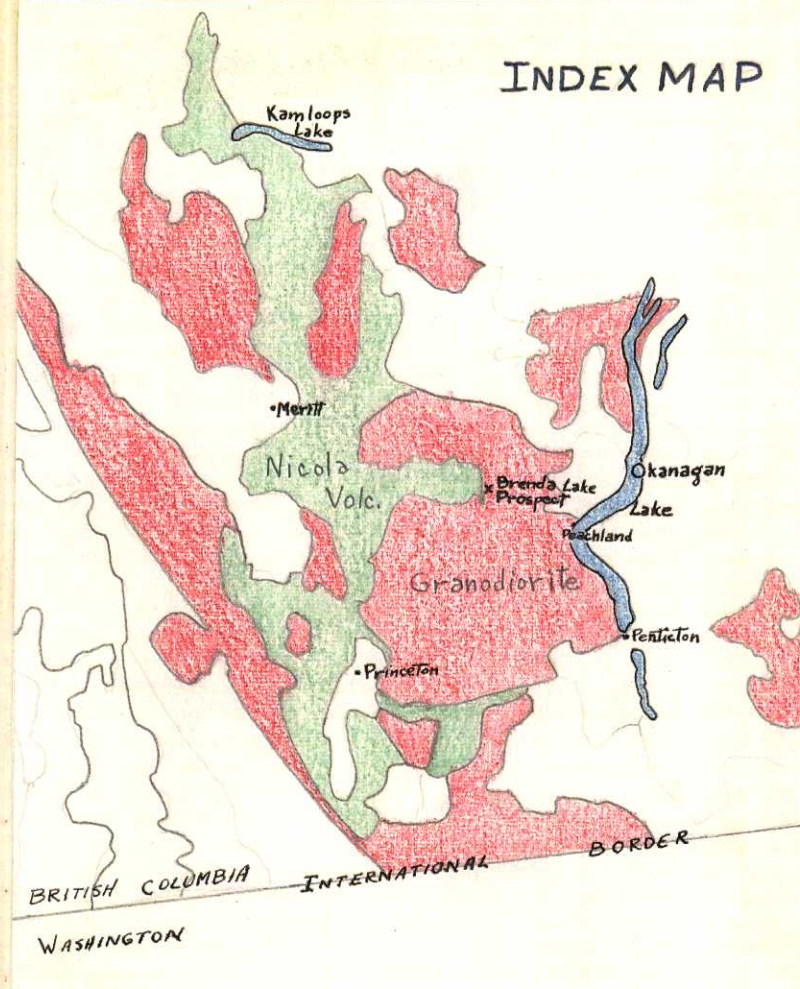 INDEX MAP
Kamloops
Lake
Merritt
Nicola
Volc.
Brenda Lake
Prospect
Okanagan
Lake
Peachland
Granodiorite
Penticton
Princeton
BRITISH COLUMBIA INTERNATIONAL BORDER
WASHINGTON